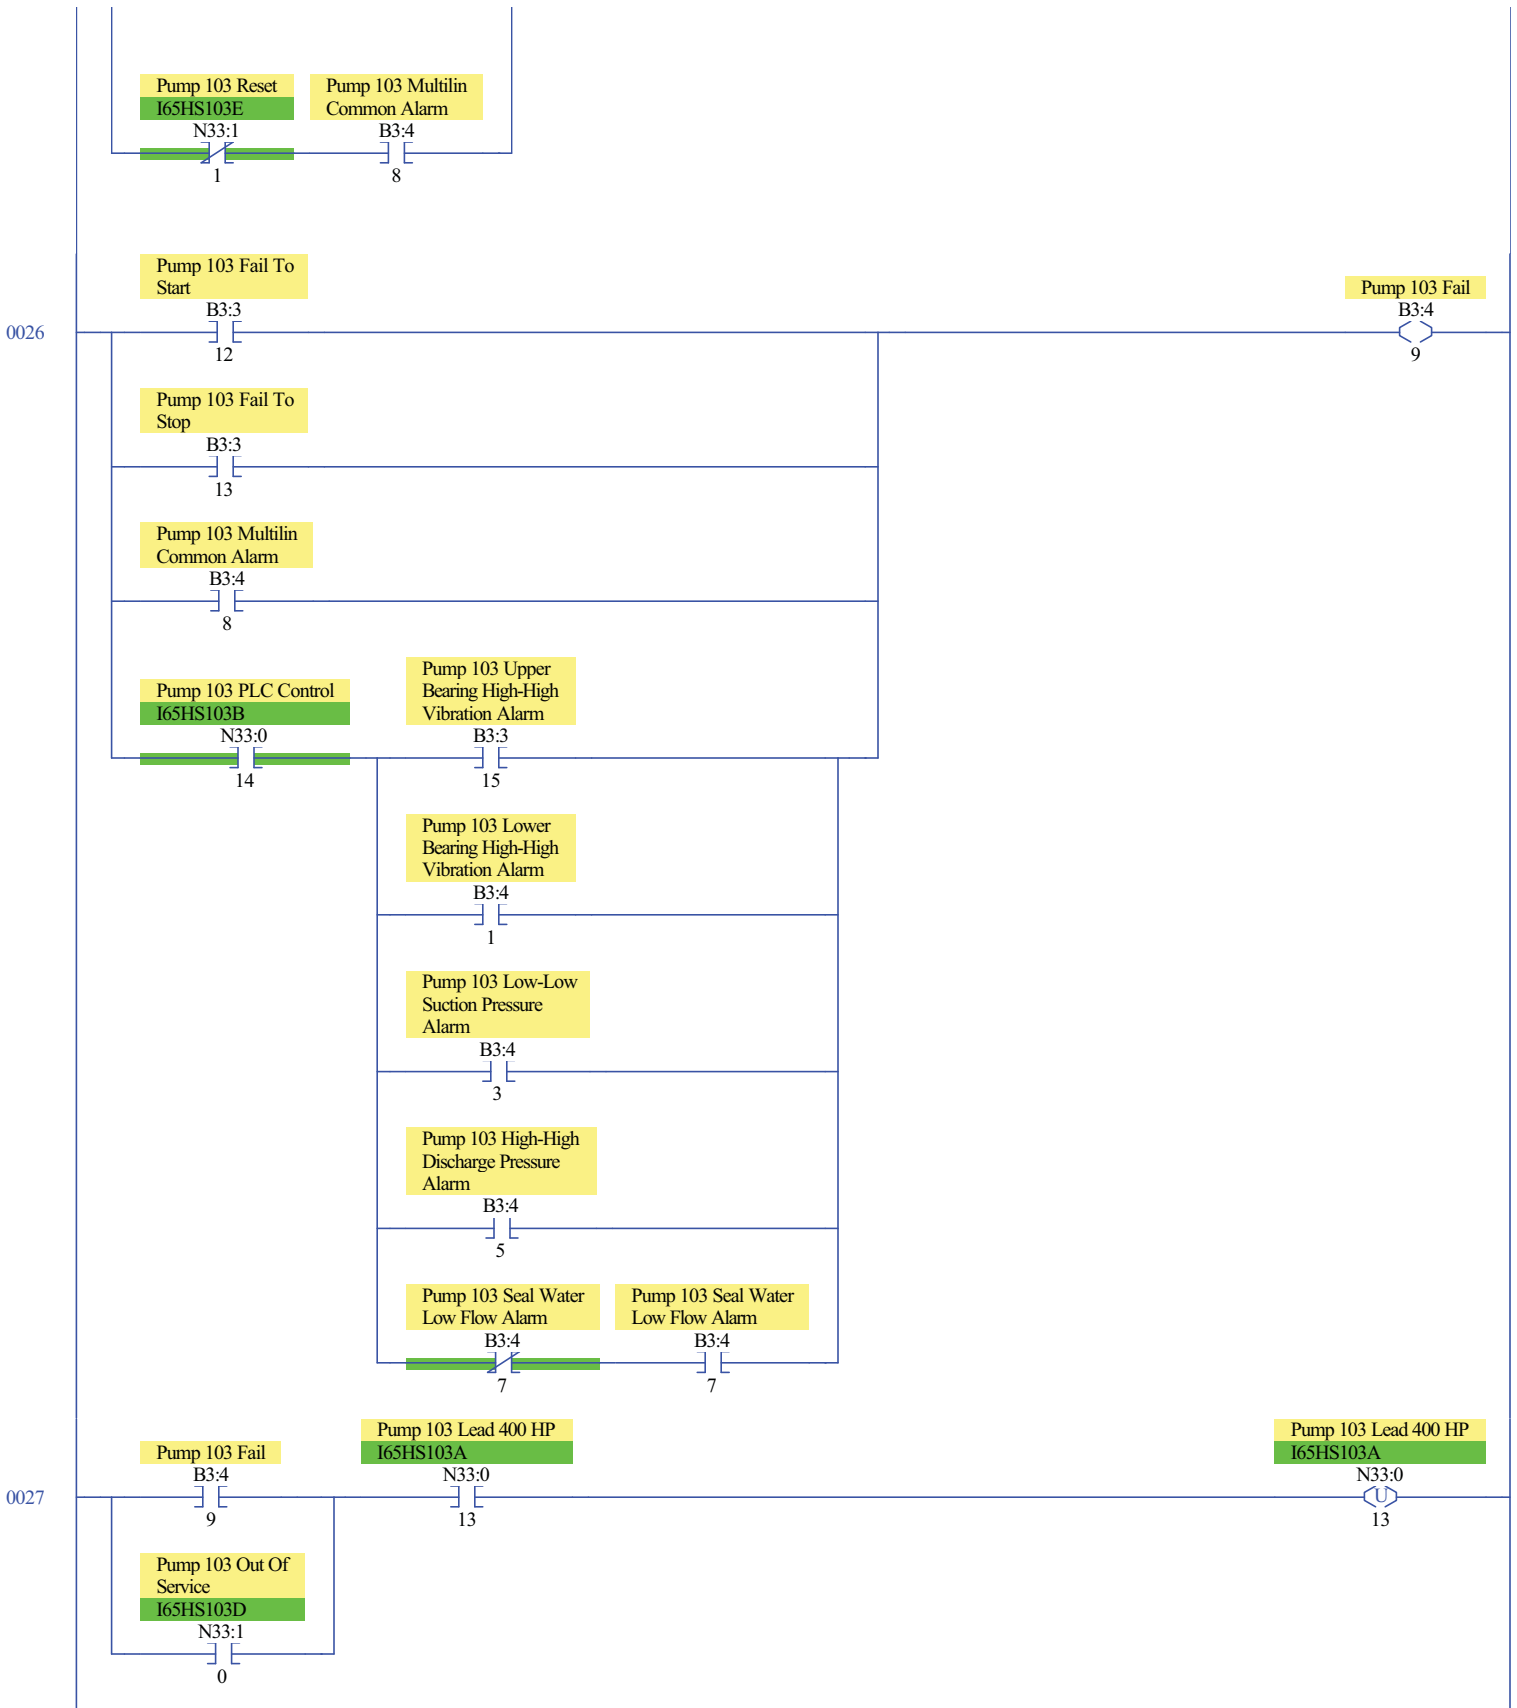 Pump 103 Reset
I65HS103E
N33:1
1
Pump 103 Multilin
Common Alarm
B3:4
8
0026
Pump 103 Fail To
Start
B3:3
12
Pump 103 Fail
B3:4
9
Pump 103 Fail To
Stop
B3:3
13
Pump 103 Multilin
Common Alarm
B3:4
8
Pump 103 PLC Control
I65HS103B
N33:0
14
Pump 103 Upper
Bearing High-High
Vibration Alarm
B3:3
15
Pump 103 Lower
Bearing High-High
Vibration Alarm
B3:4
1
Pump 103 Low-Low
Suction Pressure
Alarm
B3:4
3
Pump 103 High-High
Discharge Pressure
Alarm
B3:4
5
Pump 103 Seal Water
Low Flow Alarm
B3:4
7
Pump 103 Seal Water
Low Flow Alarm
B3:4
7
0027
Pump 103 Fail
B3:4
9
Pump 103 Lead 400 HP
I65HS103A
N33:0
13
Pump 103 Lead 400 HP
I65HS103A
N33:0
U
13
Pump 103 Out Of
Service
I65HS103D
N33:1
0